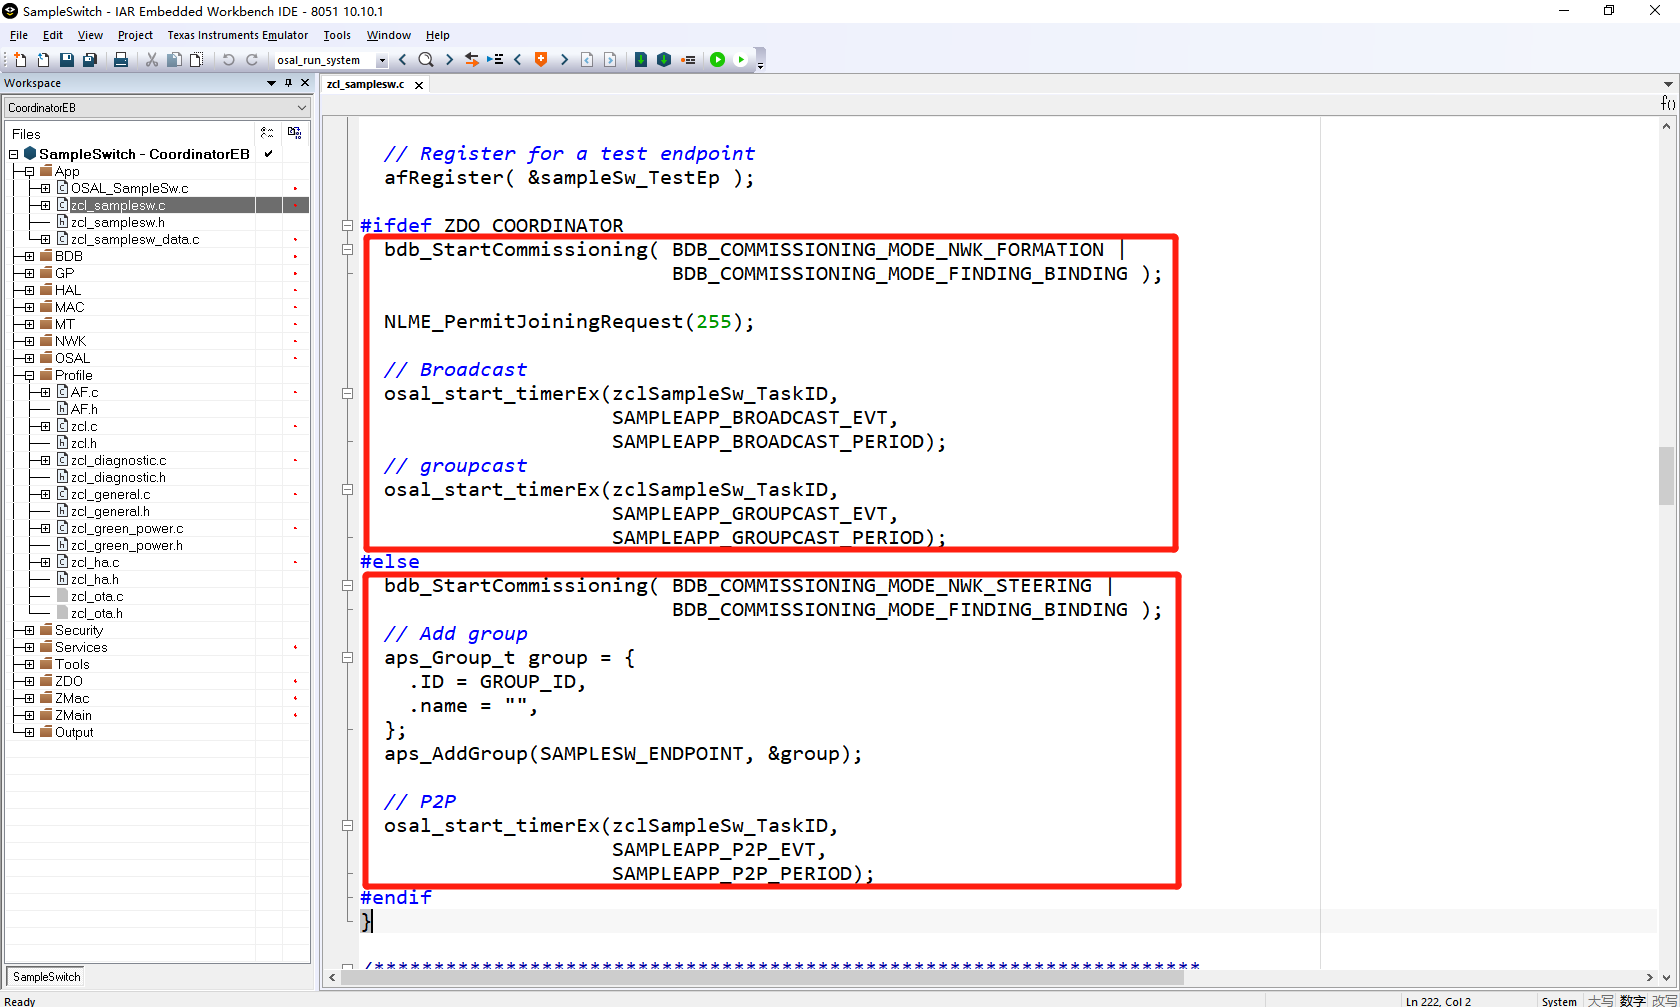 SampleSwitch - IAR Embedded Workbench IDE - 8051 10.10.1
File Edit View Project Texas Instruments Emulator Tools Window Help
osal_run_system
Workspace
zcl_samplesw.c
CoordinatorEB
f()
Files
SampleSwitch - CoordinatorEB
App
OSAL_SampleSw.c
zcl_samplesw.c
zcl_samplesw.h
zcl_samplesw_data.c
BDB
GP
HAL
MAC
MT
NWK
OSAL
Profile
AF.c
AF.h
zcl.c
zcl.h
zcl_diagnostic.c
zcl_diagnostic.h
zcl_general.c
zcl_general.h
zcl_green_power.c
zcl_green_power.h
zcl_ha.c
zcl_ha.h
zcl_ota.c
zcl_ota.h
Security
Services
Tools
ZDO
ZMac
ZMain
Output
SampleSwitch
// Register for a test endpoint
afRegister( &sampleSw_TestEp );
#ifdef ZDO_COORDINATOR
bdb_StartCommissioning( BDB_COMMISSIONING_MODE_NWK_FORMATION |
BDB_COMMISSIONING_MODE_FINDING_BINDING );
NLME_PermitJoiningRequest(255);
// Broadcast
osal_start_timerEx(zclSampleSw_TaskID,
SAMPLEAPP_BROADCAST_EVT,
SAMPLEAPP_BROADCAST_PERIOD);
// groupcast
osal_start_timerEx(zclSampleSw_TaskID,
SAMPLEAPP_GROUPCAST_EVT,
SAMPLEAPP_GROUPCAST_PERIOD);
#else
bdb_StartCommissioning( BDB_COMMISSIONING_MODE_NWK_STEERING |
BDB_COMMISSIONING_MODE_FINDING_BINDING );
// Add group
aps_Group_t group = {
.ID = GROUP_ID,
.name = "",
};
aps_AddGroup(SAMPLESW_ENDPOINT, &group);
// P2P
osal_start_timerEx(zclSampleSw_TaskID,
SAMPLEAPP_P2P_EVT,
SAMPLEAPP_P2P_PERIOD);
#endif
}
/*********************************************************************
Ready
Ln 222, Col 2
System
大写 数字 改写